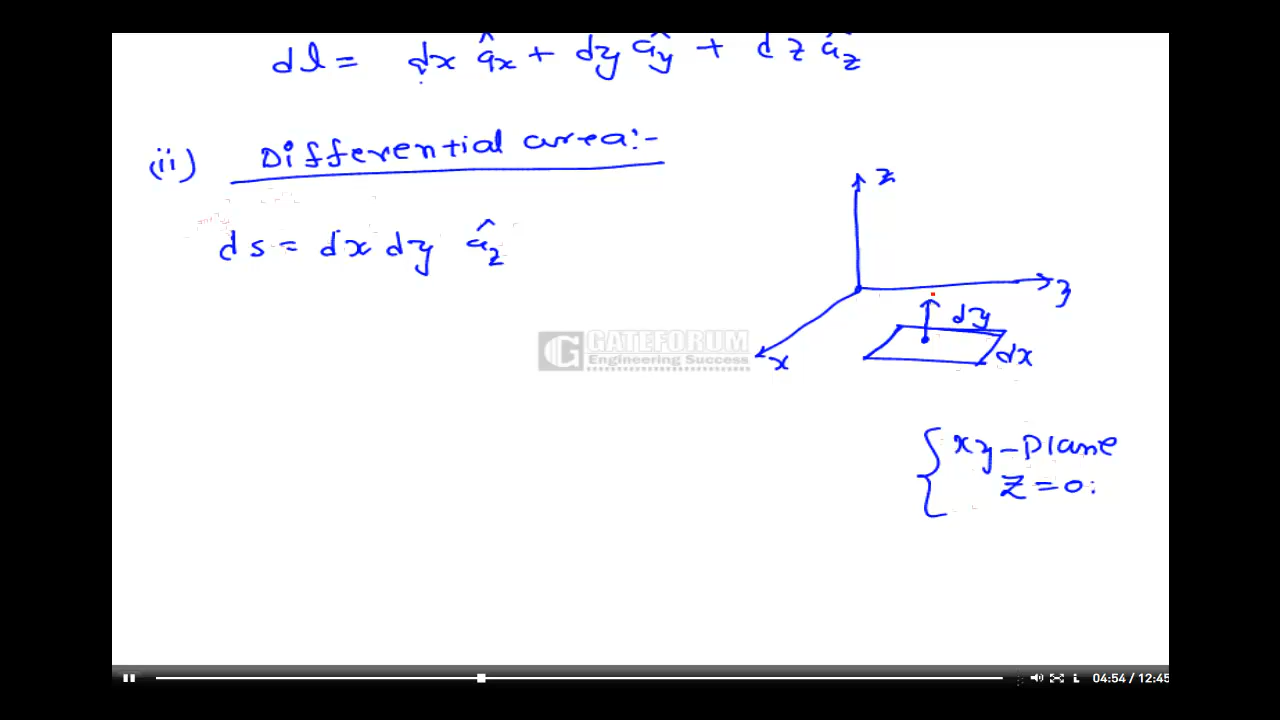 dl = dx âx + dy ây + dz âz
(ii) Differential area:-
ds = dx dy âz
z
y
dy
dx
x
GATEFORUM
Engineering Success
xy-Plane
z=0:
04:54 / 12:45